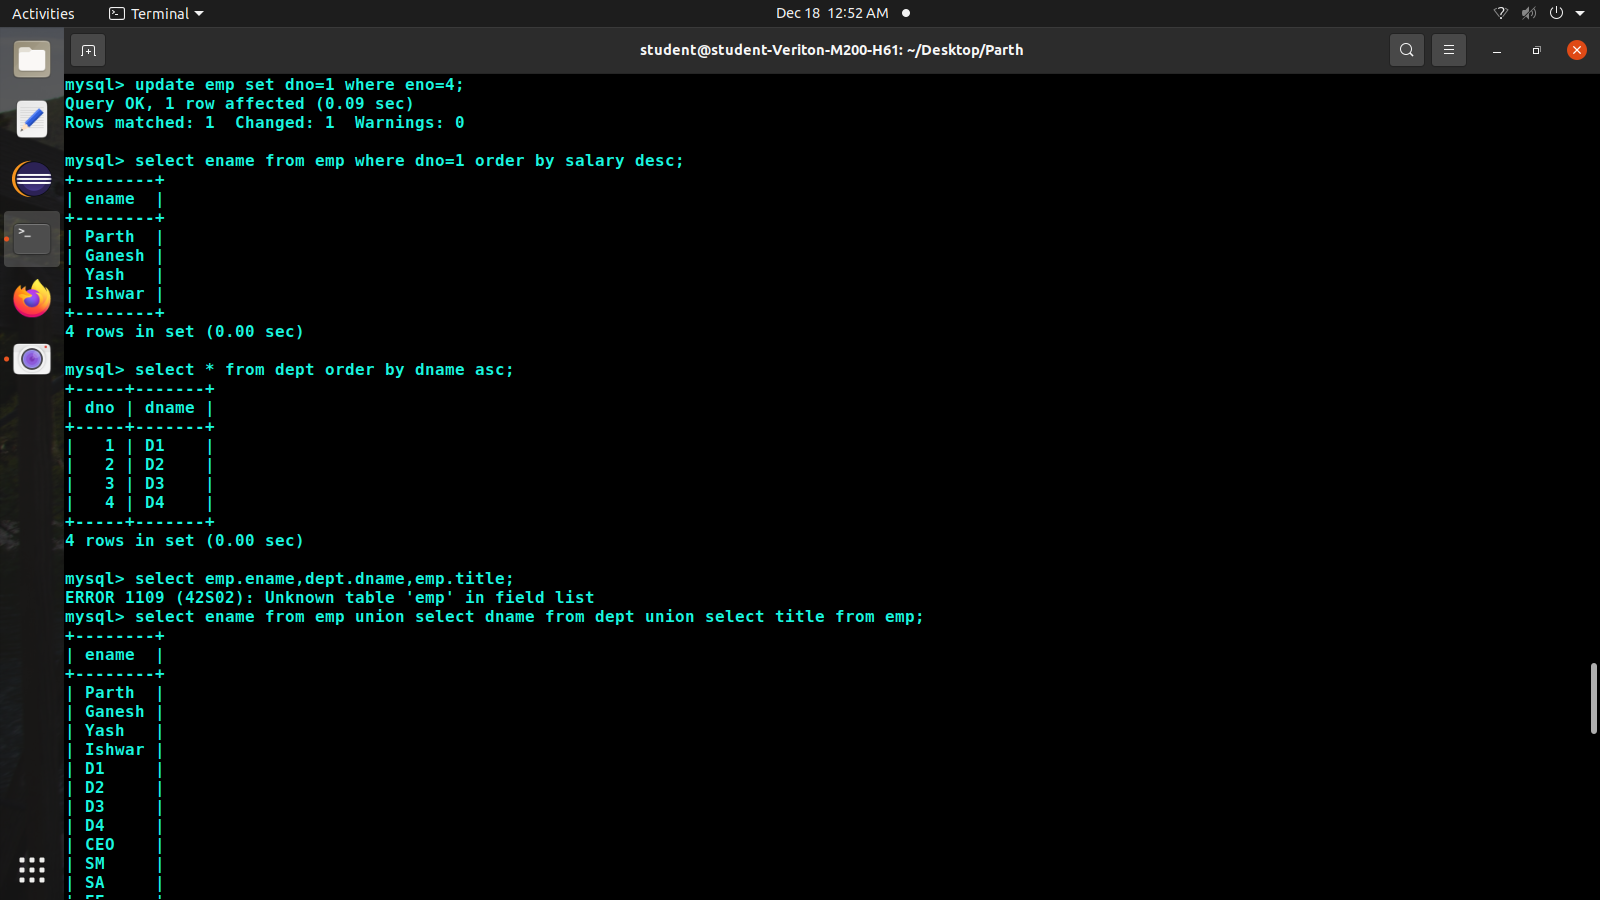 Activities Terminal Dec 18 12:52 AM
student@student-Veriton-M200-H61: ~/Desktop/Parth
mysql> update emp set dno=1 where eno=4;
Query OK, 1 row affected (0.09 sec)
Rows matched: 1  Changed: 1  Warnings: 0
mysql> select ename from emp where dno=1 order by salary desc;
+--------+
| ename  |
+--------+
| Parth  |
| Ganesh |
| Yash   |
| Ishwar |
+--------+
4 rows in set (0.00 sec)
mysql> select * from dept order by dname asc;
+-----+-------+
| dno | dname |
+-----+-------+
|   1 | D1    |
|   2 | D2    |
|   3 | D3    |
|   4 | D4    |
+-----+-------+
4 rows in set (0.00 sec)
mysql> select emp.ename,dept.dname,emp.title;
ERROR 1109 (42S02): Unknown table 'emp' in field list
mysql> select ename from emp union select dname from dept union select title from emp;
+--------+
| ename  |
+--------+
| Parth  |
| Ganesh |
| Yash   |
| Ishwar |
| D1     |
| D2     |
| D3     |
| D4     |
| CEO    |
| SM     |
| SA     |